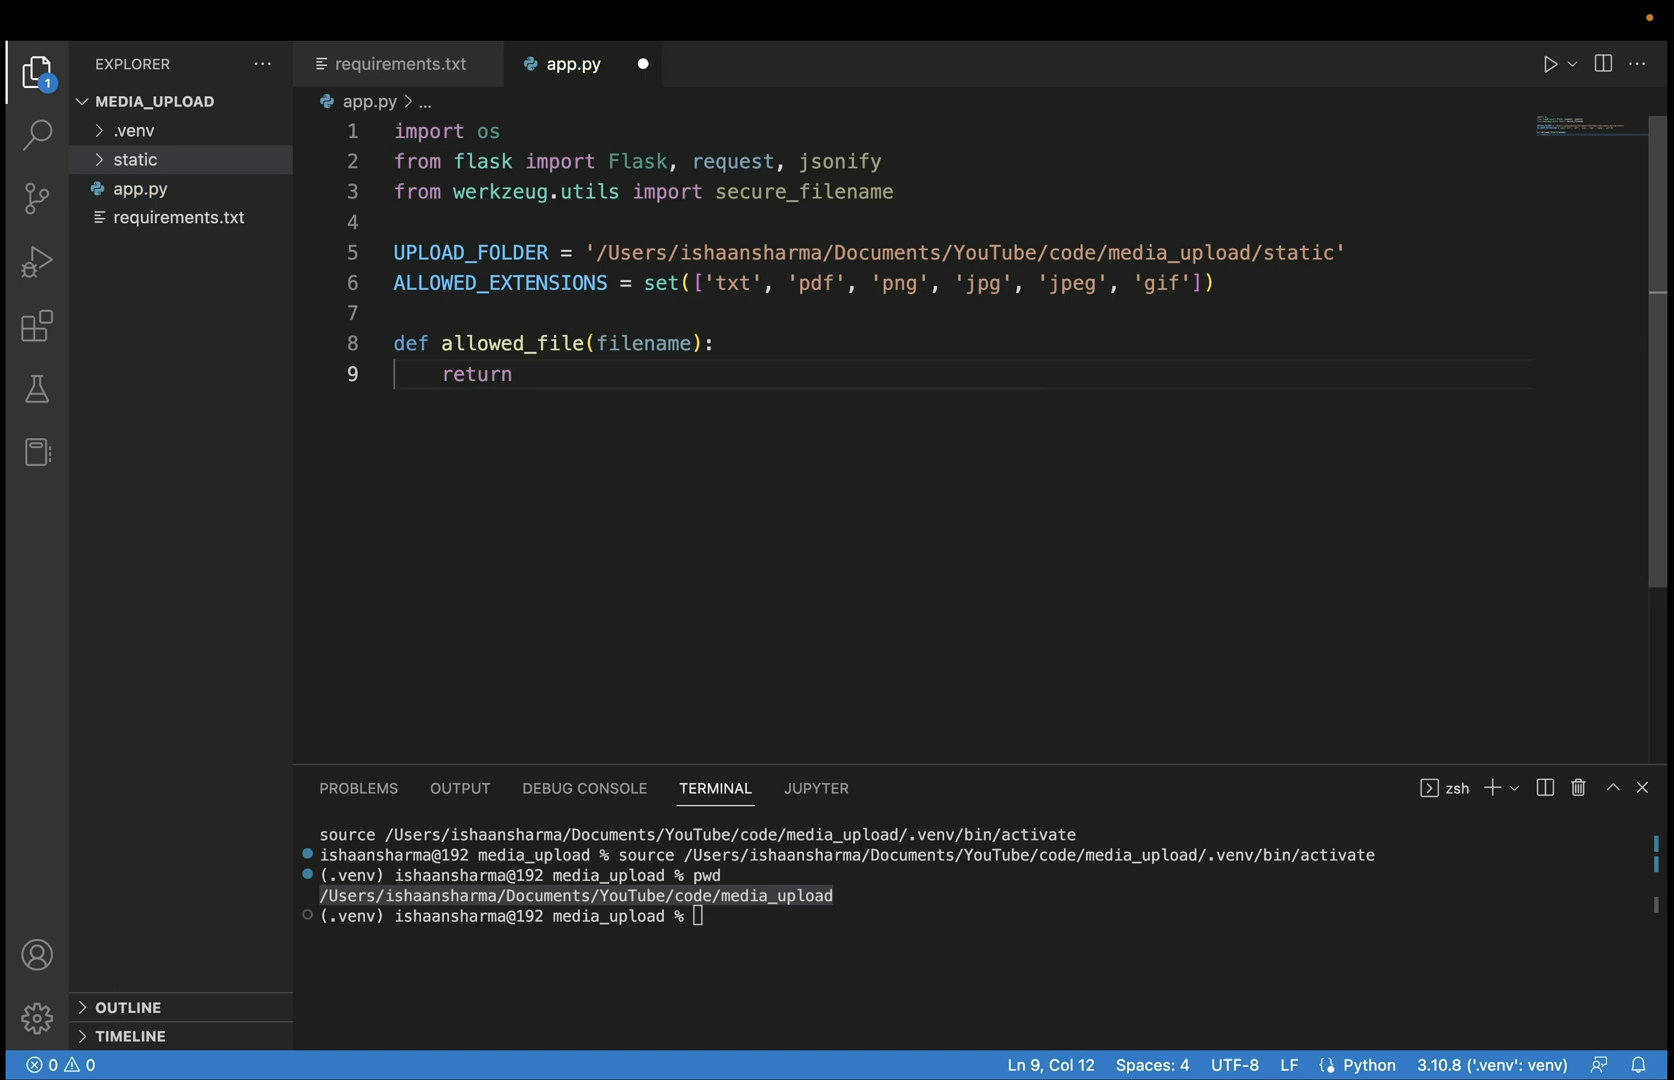 EXPLORER
requirements.txt
app.py
1
MEDIA_UPLOAD
.venv
static
app.py
requirements.txt
app.py > ...
1 import os
2 from flask import Flask, request, jsonify
3 from werkzeug.utils import secure_filename
4
5 UPLOAD_FOLDER = '/Users/ishaansharma/Documents/YouTube/code/media_upload/static'
6 ALLOWED_EXTENSIONS = set(['txt', 'pdf', 'png', 'jpg', 'jpeg', 'gif'])
7
8 def allowed_file(filename):
9 return
PROBLEMS OUTPUT DEBUG CONSOLE TERMINAL JUPYTER
zsh
source /Users/ishaansharma/Documents/YouTube/code/media_upload/.venv/bin/activate
ishaansharma@192 media_upload % source /Users/ishaansharma/Documents/YouTube/code/media_upload/.venv/bin/activate
(.venv) ishaansharma@192 media_upload % pwd
/Users/ishaansharma/Documents/YouTube/code/media_upload
(.venv) ishaansharma@192 media_upload %
OUTLINE
TIMELINE
0 0
Ln 9, Col 12 Spaces: 4 UTF-8 LF Python 3.10.8 ('.venv': venv)